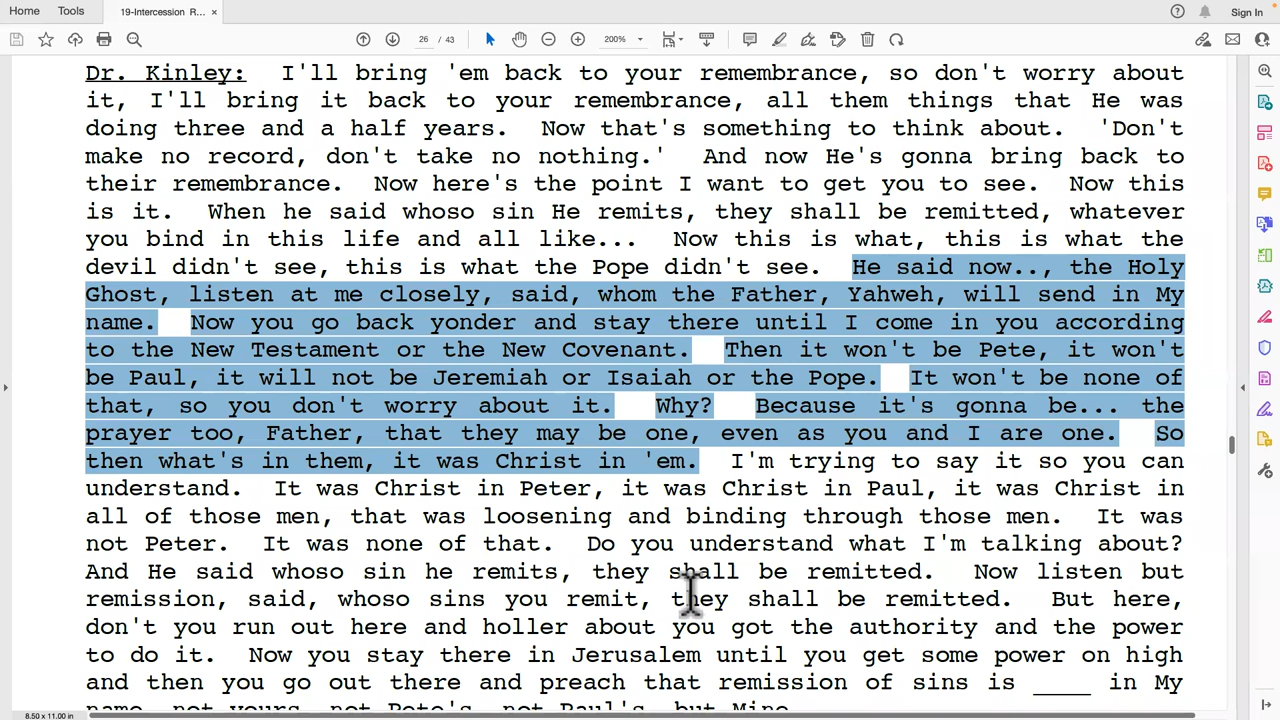 Home Tools 19-Intercession R... × Sign In
26 / 43 200%
Dr. Kinley: I'll bring 'em back to your remembrance, so don't worry about
it, I'll bring it back to your remembrance, all them things that He was
doing three and a half years. Now that's something to think about. 'Don't
make no record, don't take no nothing.' And now He's gonna bring back to
their remembrance. Now here's the point I want to get you to see. Now this
is it. When he said whoso sin He remits, they shall be remitted, whatever
you bind in this life and all like... Now this is what, this is what the
devil didn't see, this is what the Pope didn't see. He said now.., the Holy
Ghost, listen at me closely, said, whom the Father, Yahweh, will send in My
name. Now you go back yonder and stay there until I come in you according
to the New Testament or the New Covenant. Then it won't be Pete, it won't
be Paul, it will not be Jeremiah or Isaiah or the Pope. It won't be none of
that, so you don't worry about it. Why? Because it's gonna be... the
prayer too, Father, that they may be one, even as you and I are one. So
then what's in them, it was Christ in 'em. I'm trying to say it so you can
understand. It was Christ in Peter, it was Christ in Paul, it was Christ in
all of those men, that was loosening and binding through those men. It was
not Peter. It was none of that. Do you understand what I'm talking about?
And He said whoso sin he remits, they shall be remitted. Now listen but
remission, said, whoso sins you remit, they shall be remitted. But here,
don't you run out here and holler about you got the authority and the power
to do it. Now you stay there in Jerusalem until you get some power on high
and then you go out there and preach that remission of sins is ____ in My
name, not yours, not Pete's, not Paul's, but Mine.
8.50 x 11.00 in